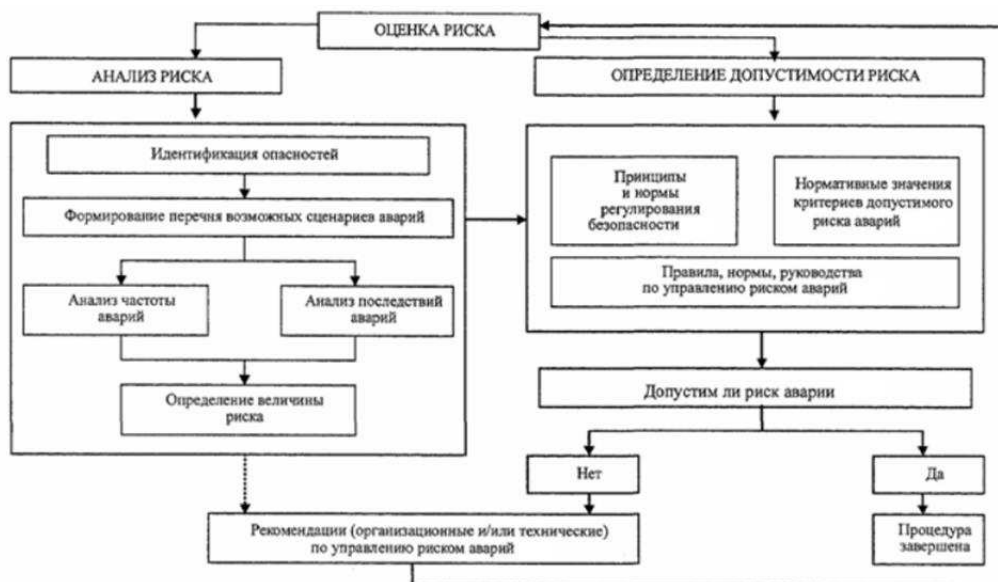 ОЦЕНКА РИСКА
АНАЛИЗ РИСКА
ОПРЕДЕЛЕНИЕ ДОПУСТИМОСТИ РИСКА
Идентификация опасностей
Формирование перечня возможных сценариев аварий
Анализ частоты
аварий
Анализ последствий
аварий
Определение величины
риска
Принципы
и нормы
регулирования
безопасности
Нормативные значения
критериев допустимого
риска аварий
Правила, нормы, руководства
по управлению риском аварий
Допустим ли риск аварии
Нет
Да
Рекомендации (организационные и/или технические)
по управлению риском аварий
Процедура
завершена